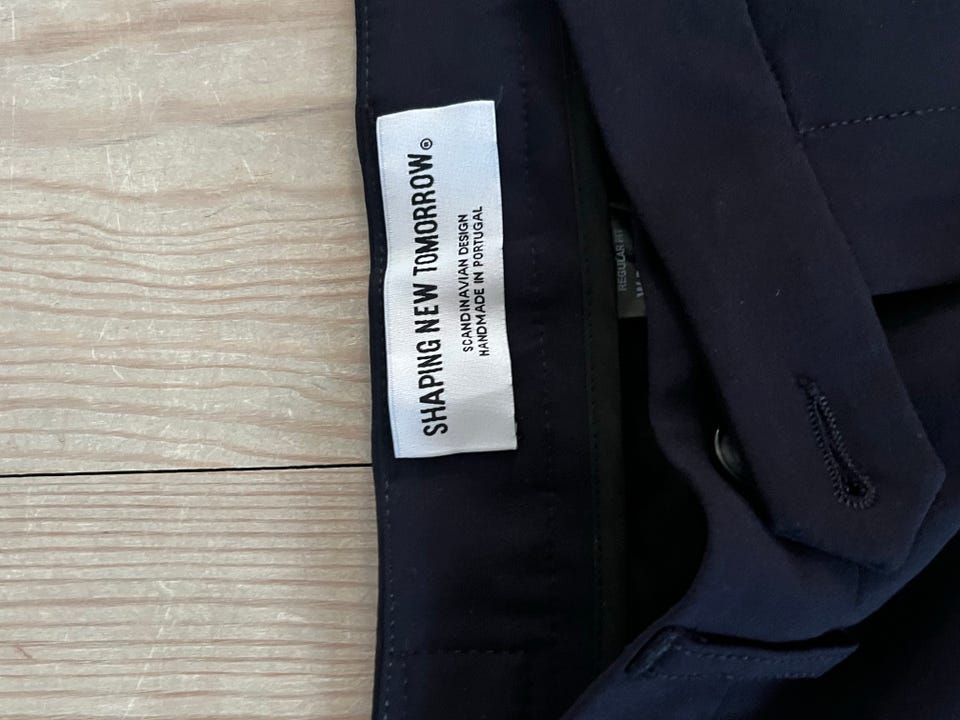 SHAPING NEW TOMORROW®
SCANDINAVIAN DESIGN
HANDMADE IN PORTUGAL
REGULAR FIT